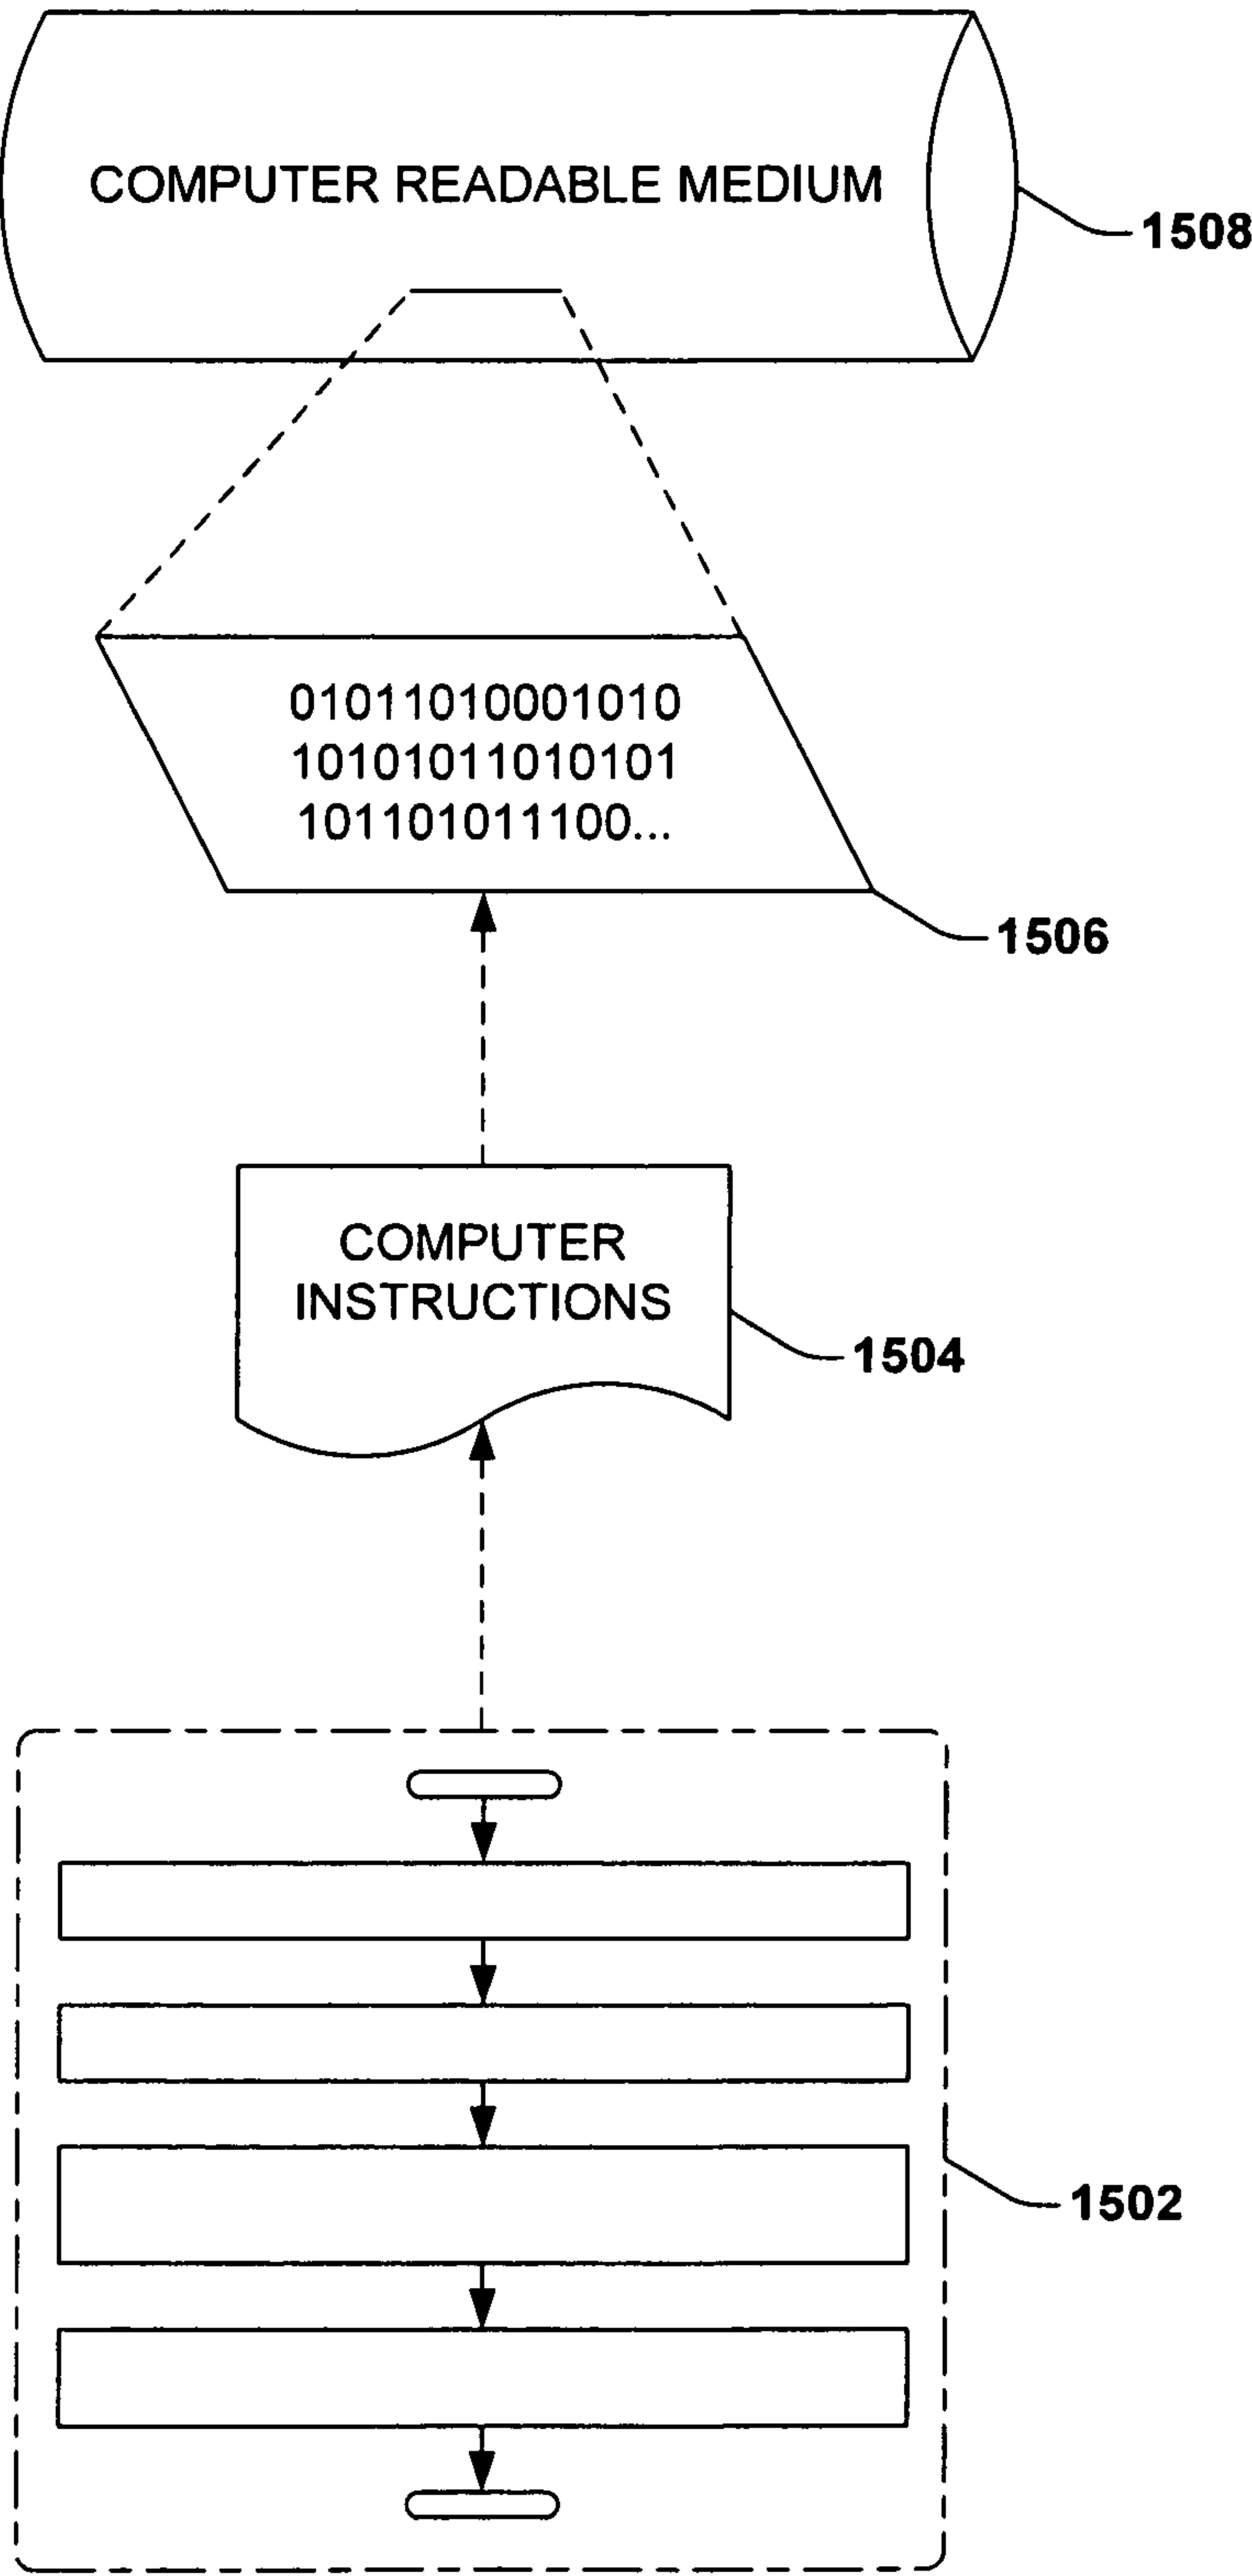 COMPUTER READABLE MEDIUM
1508
01011010001010
10101011010101
101101011100...
1506
COMPUTER
INSTRUCTIONS
1504
1502